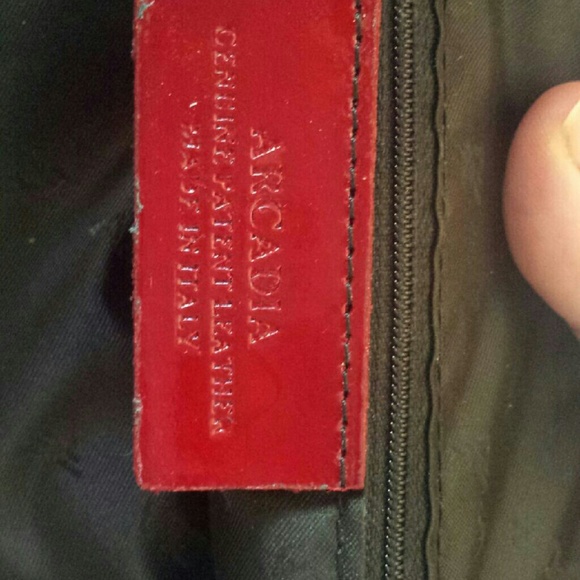 ARCADIA
GENUINE PATENT LEATHER
MADE IN ITALY